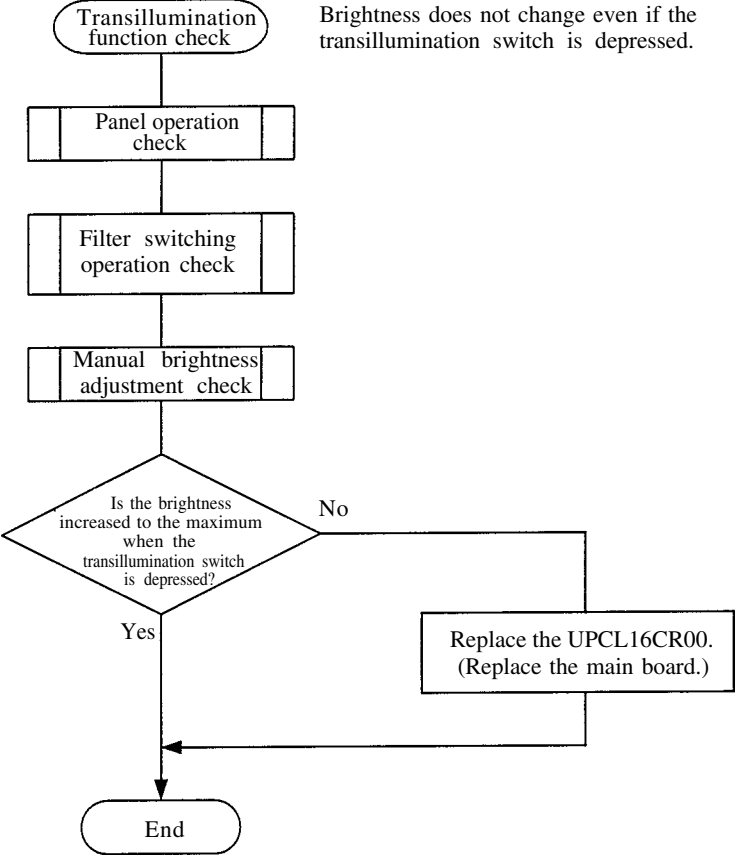 Transillumination
function check
Brightness does not change even if the
transillumination switch is depressed.
Panel operation
check
Filter switching
operation check
Manual brightness
adjustment check
Is the brightness
increased to the maximum
when the
transillumination switch
is depressed?
No
Yes
Replace the UPCL16CR00.
(Replace the main board.)
End